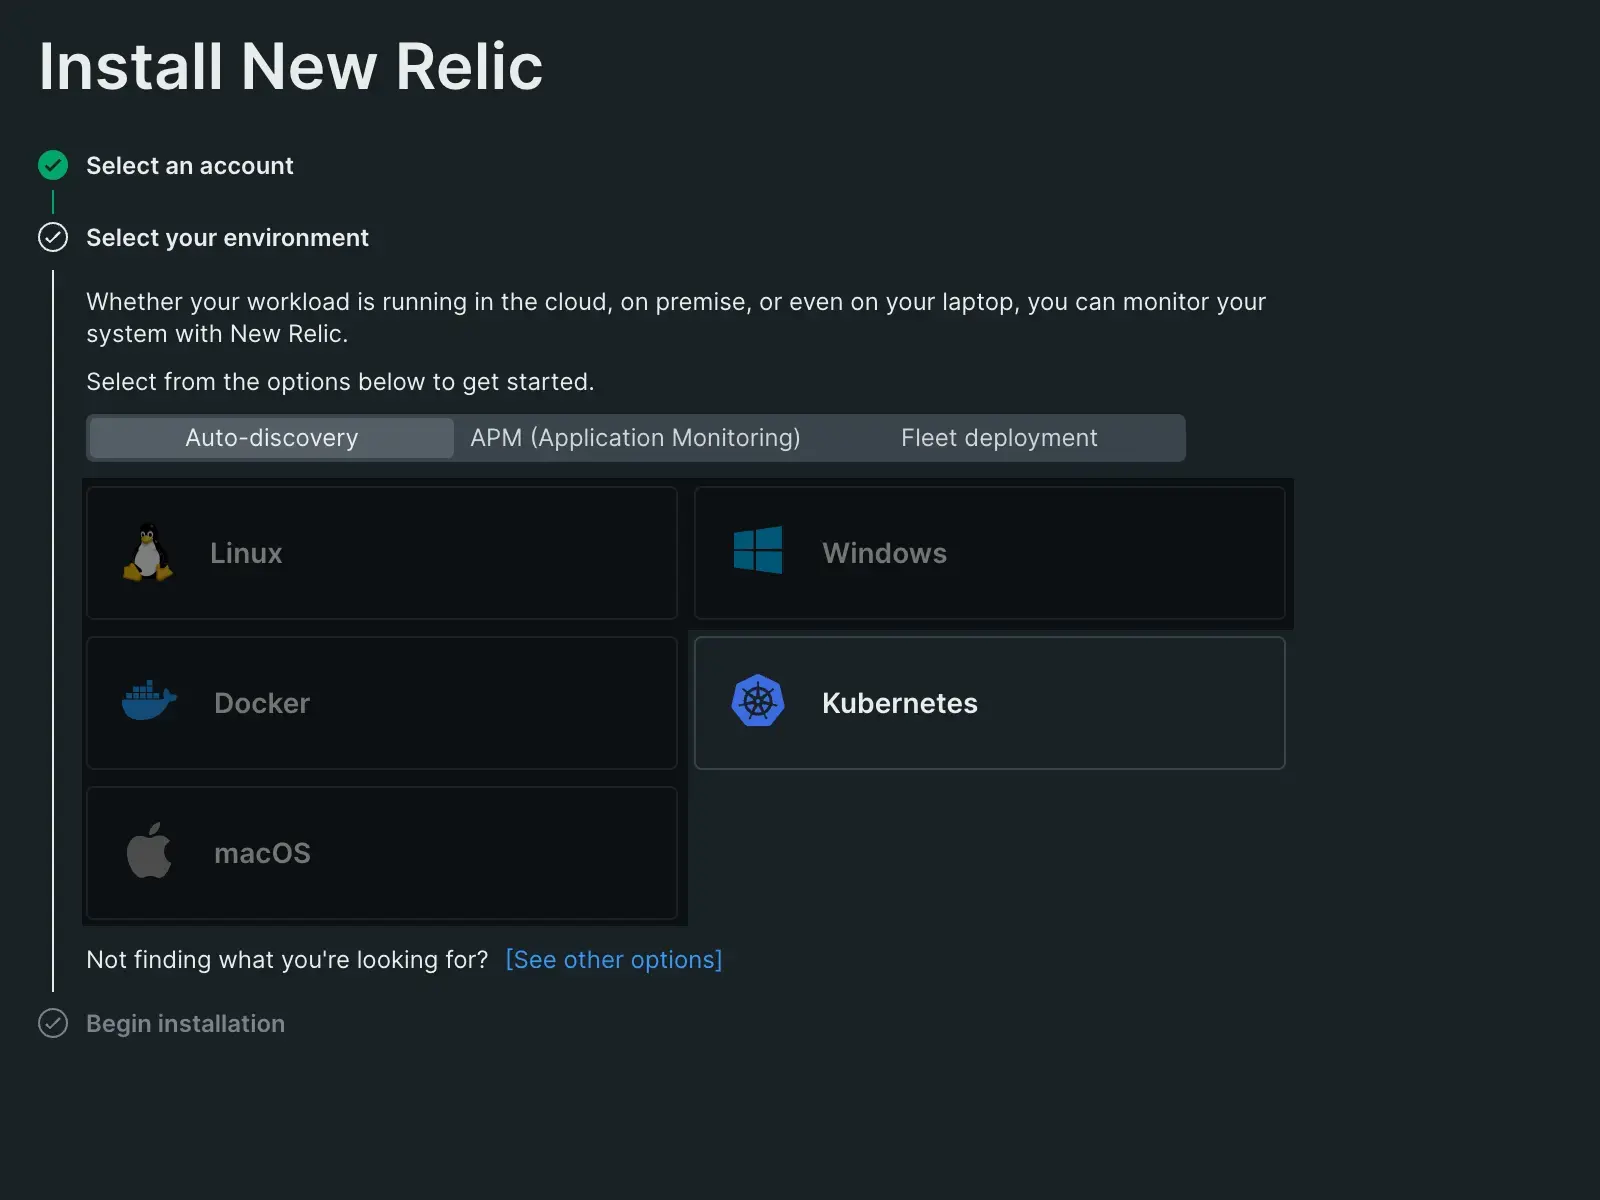 Install New Relic
Select an account
Select your environment
Whether your workload is running in the cloud, on premise, or even on your laptop, you can monitor your
system with New Relic.
Select from the options below to get started.
Auto-discovery
APM (Application Monitoring)
Fleet deployment
Linux
Windows
Docker
Kubernetes
macOS
Not finding what you're looking for? [See other options]
Begin installation